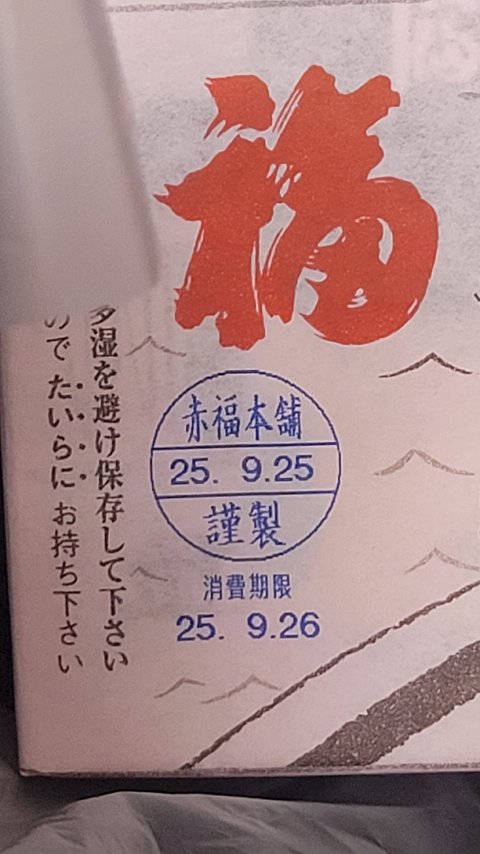 福
多湿を避け保存して下さい
のでたいらにお持ち下さい
赤福本舗
25. 9.25
謹製
消費期限
25. 9.26